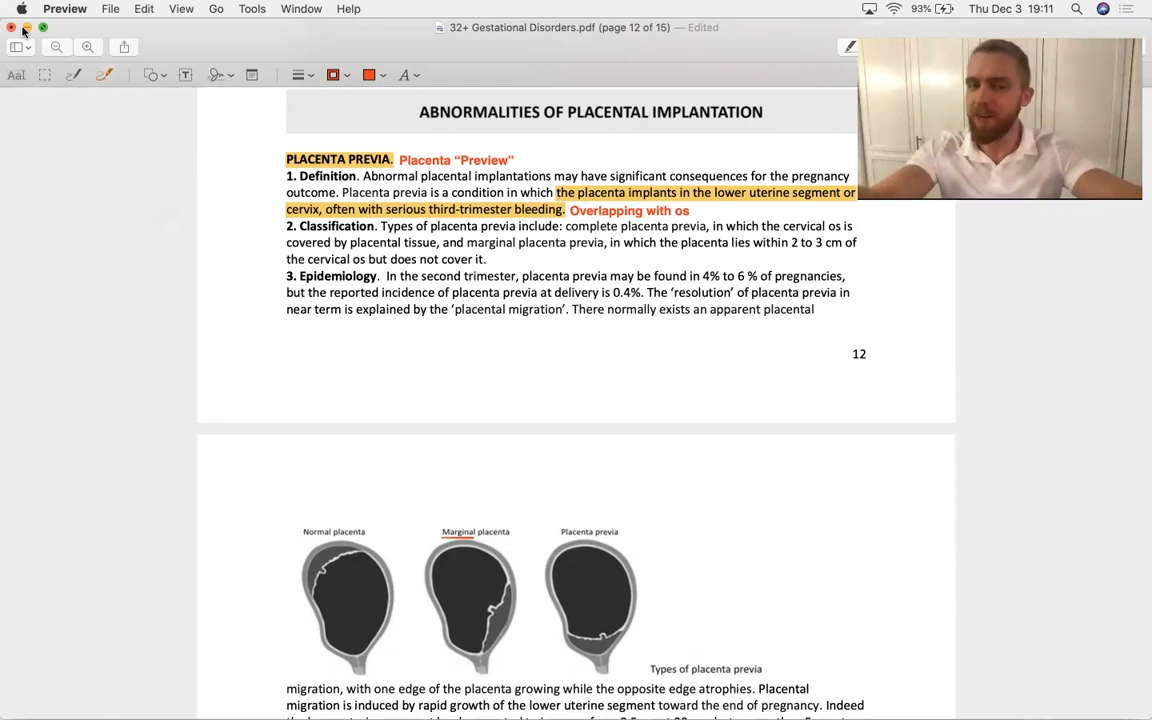 Preview File Edit View Go Tools Window Help 93% Thu Dec 3 19:11
32+ Gestational Disorders.pdf (page 12 of 15) — Edited
AaI T A
ABNORMALITIES OF PLACENTAL IMPLANTATION
PLACENTA PREVIA. Placenta “Preview”
1. Definition. Abnormal placental implantations may have significant consequences for the pregnancy
outcome. Placenta previa is a condition in which the placenta implants in the lower uterine segment or
cervix, often with serious third-trimester bleeding. Overlapping with os
2. Classification. Types of placenta previa include: complete placenta previa, in which the cervical os is
covered by placental tissue, and marginal placenta previa, in which the placenta lies within 2 to 3 cm of
the cervical os but does not cover it.
3. Epidemiology. In the second trimester, placenta previa may be found in 4% to 6 % of pregnancies,
but the reported incidence of placenta previa at delivery is 0.4%. The ‘resolution’ of placenta previa in
near term is explained by the ‘placental migration’. There normally exists an apparent placental
12
Normal placenta Marginal placenta Placenta previa
Types of placenta previa
migration, with one edge of the placenta growing while the opposite edge atrophies. Placental
migration is induced by rapid growth of the lower uterine segment toward the end of pregnancy. Indeed